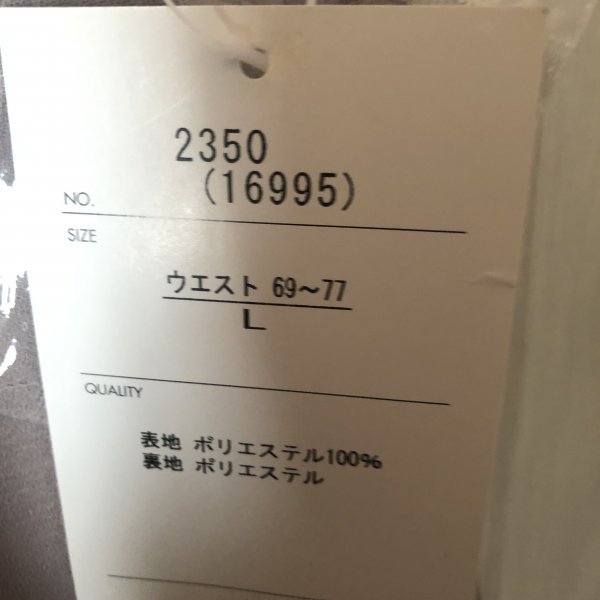 2350
NO. (16995)
SIZE
ウエスト 69～77
L
QUALITY
表地 ポリエステル100%
裏地 ポリエステル